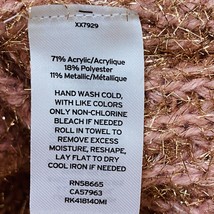 XX7929
71% Acrylic/Acrylique
18% Polyester
11% Metallic/Métallique
HAND WASH COLD,
WITH LIKE COLORS
ONLY NON-CHLORINE
BLEACH IF NEEDED
ROLL IN TOWEL TO
REMOVE EXCESS
MOISTURE, RESHAPE,
LAY FLAT TO DRY
COOL IRON IF NEEDED
RN58665
CA57963
RK418140MI